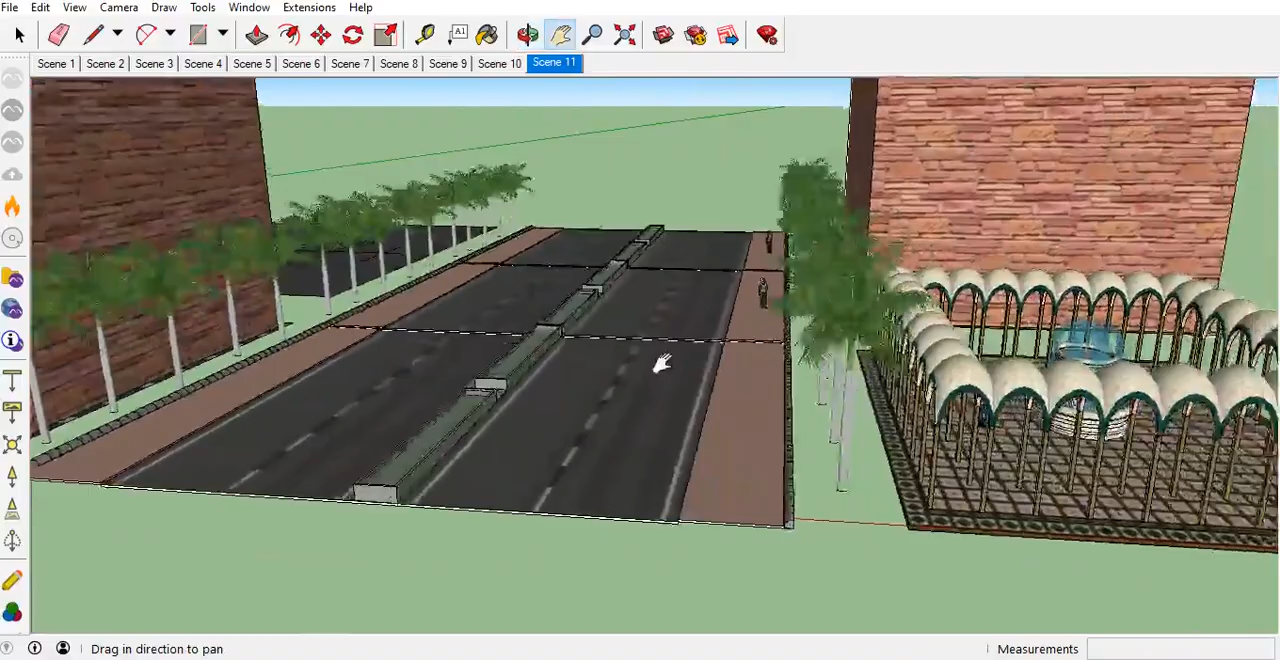 File Edit View Camera Draw Tools Window Extensions Help
A1
Scene 1 Scene 2 Scene 3 Scene 4 Scene 5 Scene 6 Scene 7 Scene 8 Scene 9 Scene 10 Scene 11
Drag in direction to pan Measurements